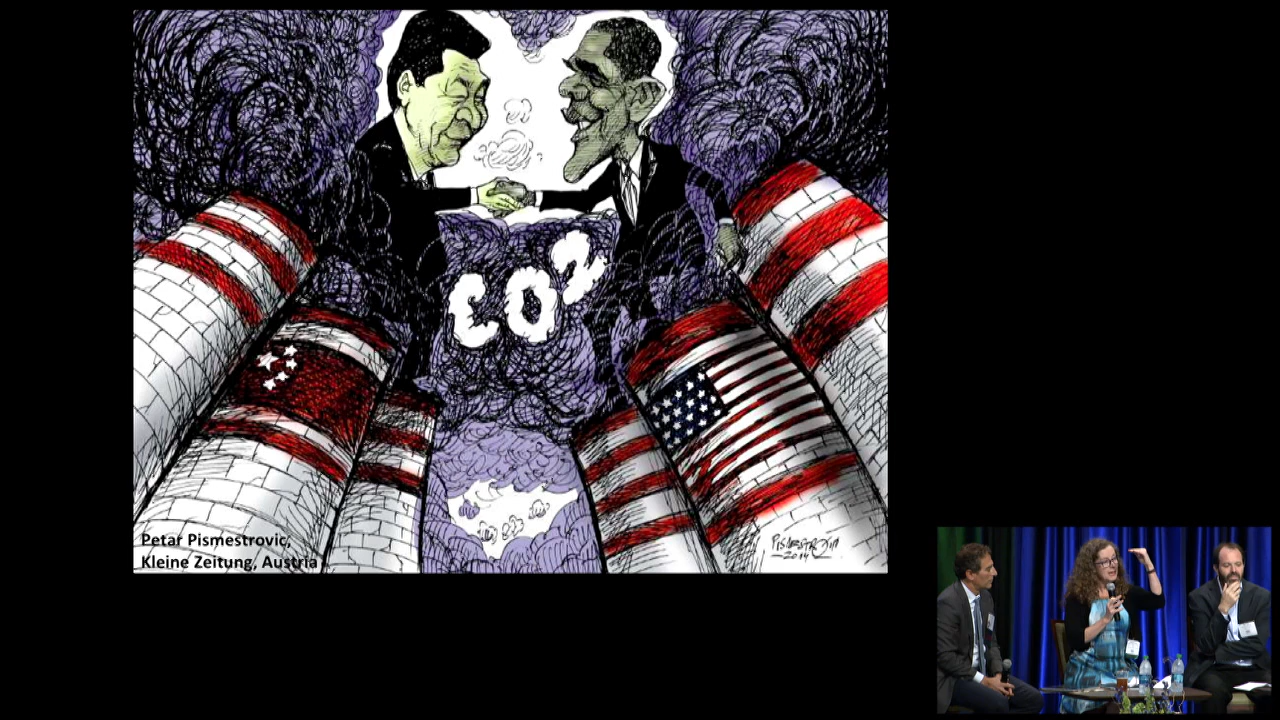 CO2
Petar Pismestrovic,
Kleine Zeitung, Austria
PISMESTROVIC
2014